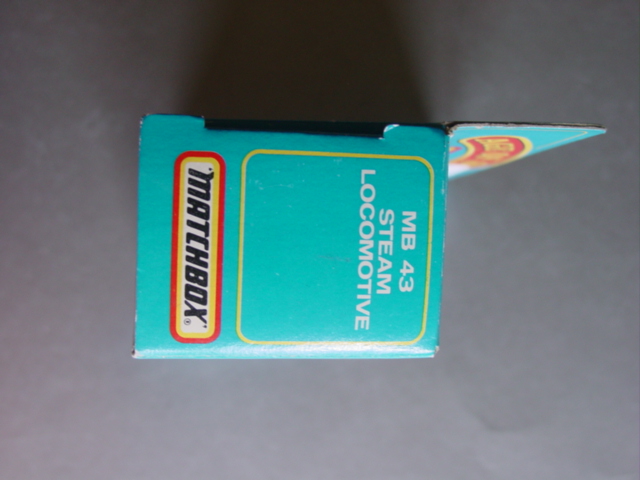 MB 43
STEAM
LOCOMOTIVE
"MATCHBOX"®